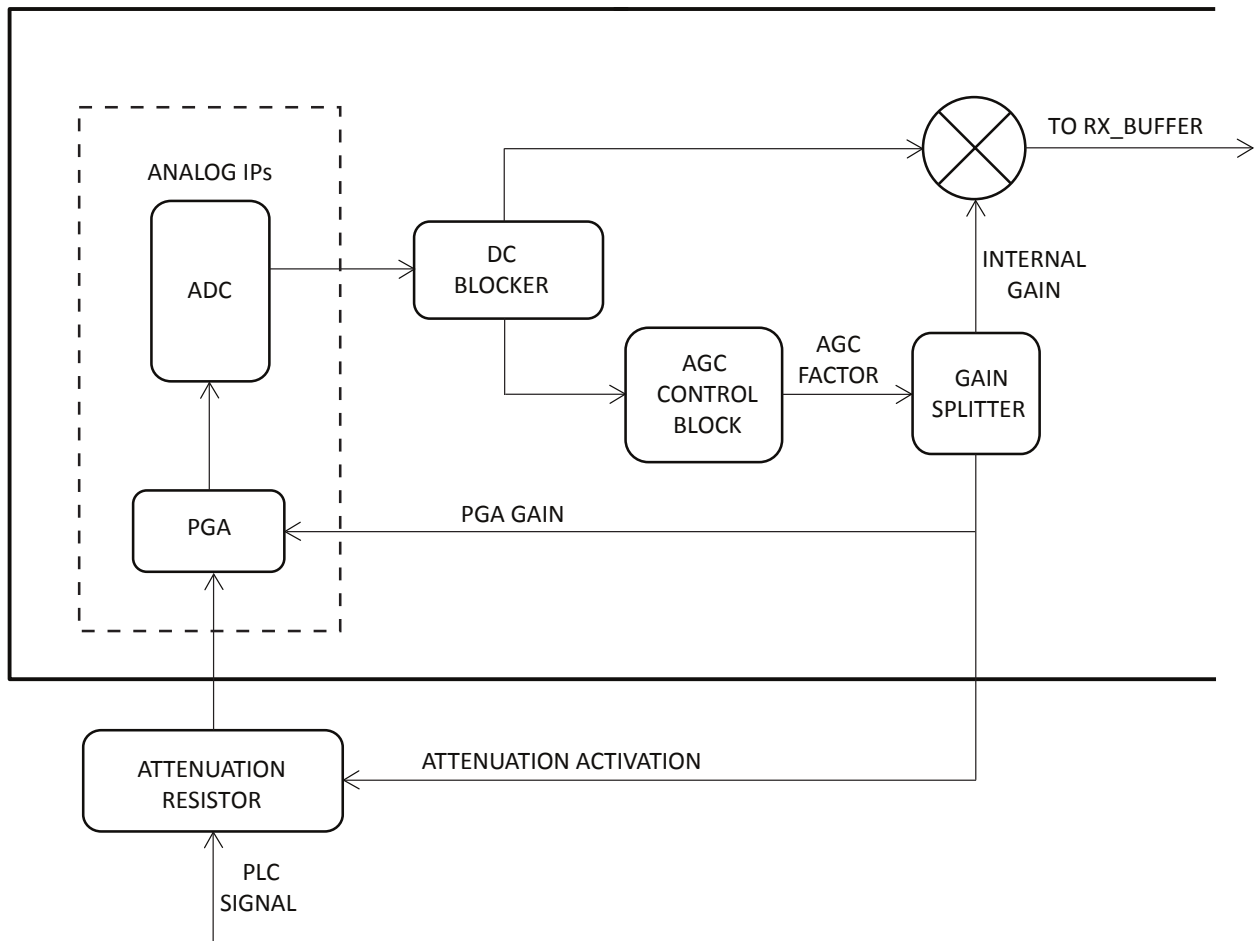 TO RX_BUFFER
ANALOG IPs
ADC
DC
BLOCKER
INTERNAL
GAIN
AGC
CONTROL
BLOCK
AGC
FACTOR
GAIN
SPLITTER
PGA
PGA GAIN
ATTENUATION
RESISTOR
ATTENUATION ACTIVATION
PLC
SIGNAL